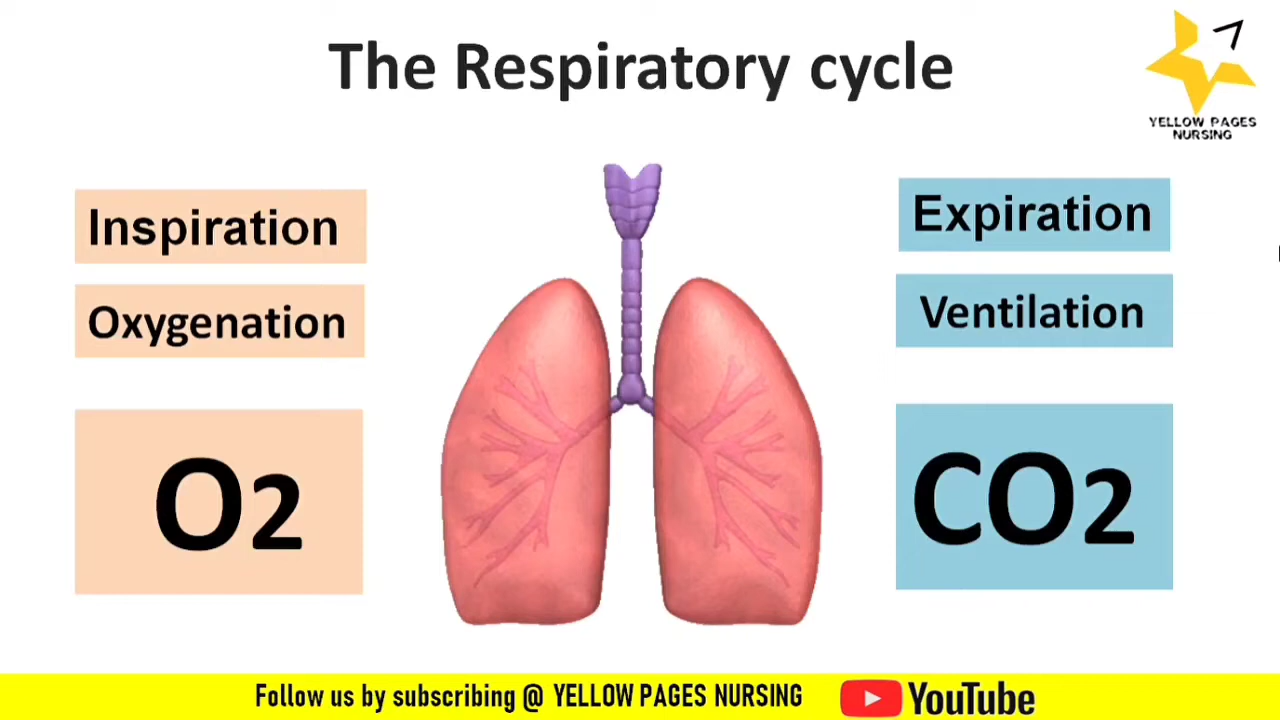 The Respiratory cycle
YELLOW PAGES
NURSING
Inspiration
Oxygenation
O2
Expiration
Ventilation
CO2
Follow us by subscribing @ YELLOW PAGES NURSING
YouTube